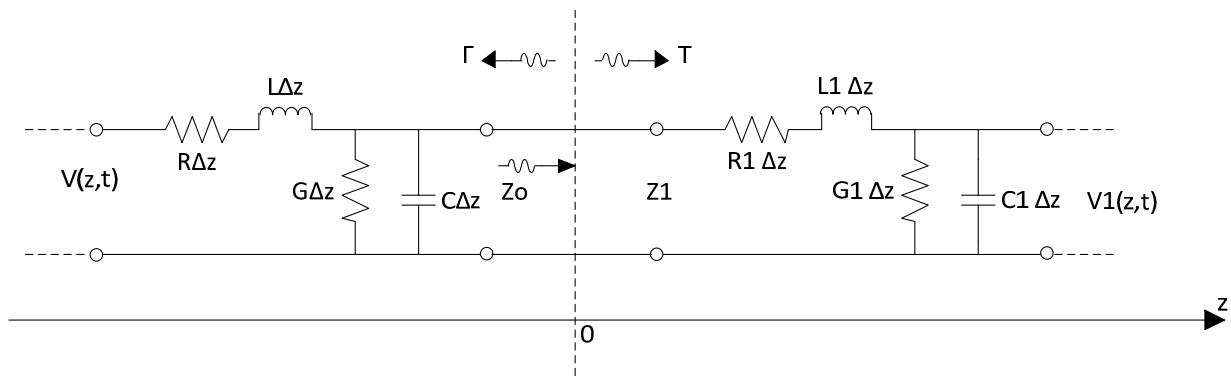 Γ
T
LΔz
L1 Δz
RΔz
R1 Δz
V(z,t)
GΔz
CΔz
Zo
Z1
G1 Δz
C1 Δz
V1(z,t)
z
0